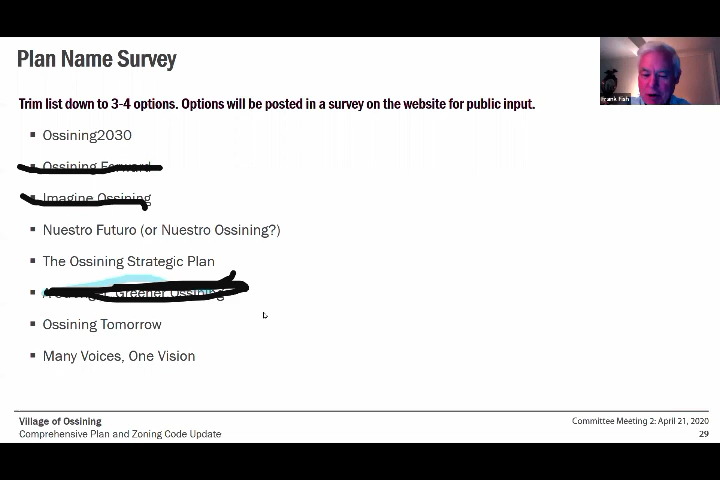 Plan Name Survey
Frank Fish
Trim list down to 3-4 options. Options will be posted in a survey on the website for public input.
▪ Ossining2030
▪ Ossining Forward
▪ Imagine Ossining
▪ Nuestro Futuro (or Nuestro Ossining?)
▪ The Ossining Strategic Plan
▪ Greener Ossining
▪ Ossining Tomorrow
▪ Many Voices, One Vision
Village of Ossining
Comprehensive Plan and Zoning Code Update
Committee Meeting 2: April 21, 2020
29